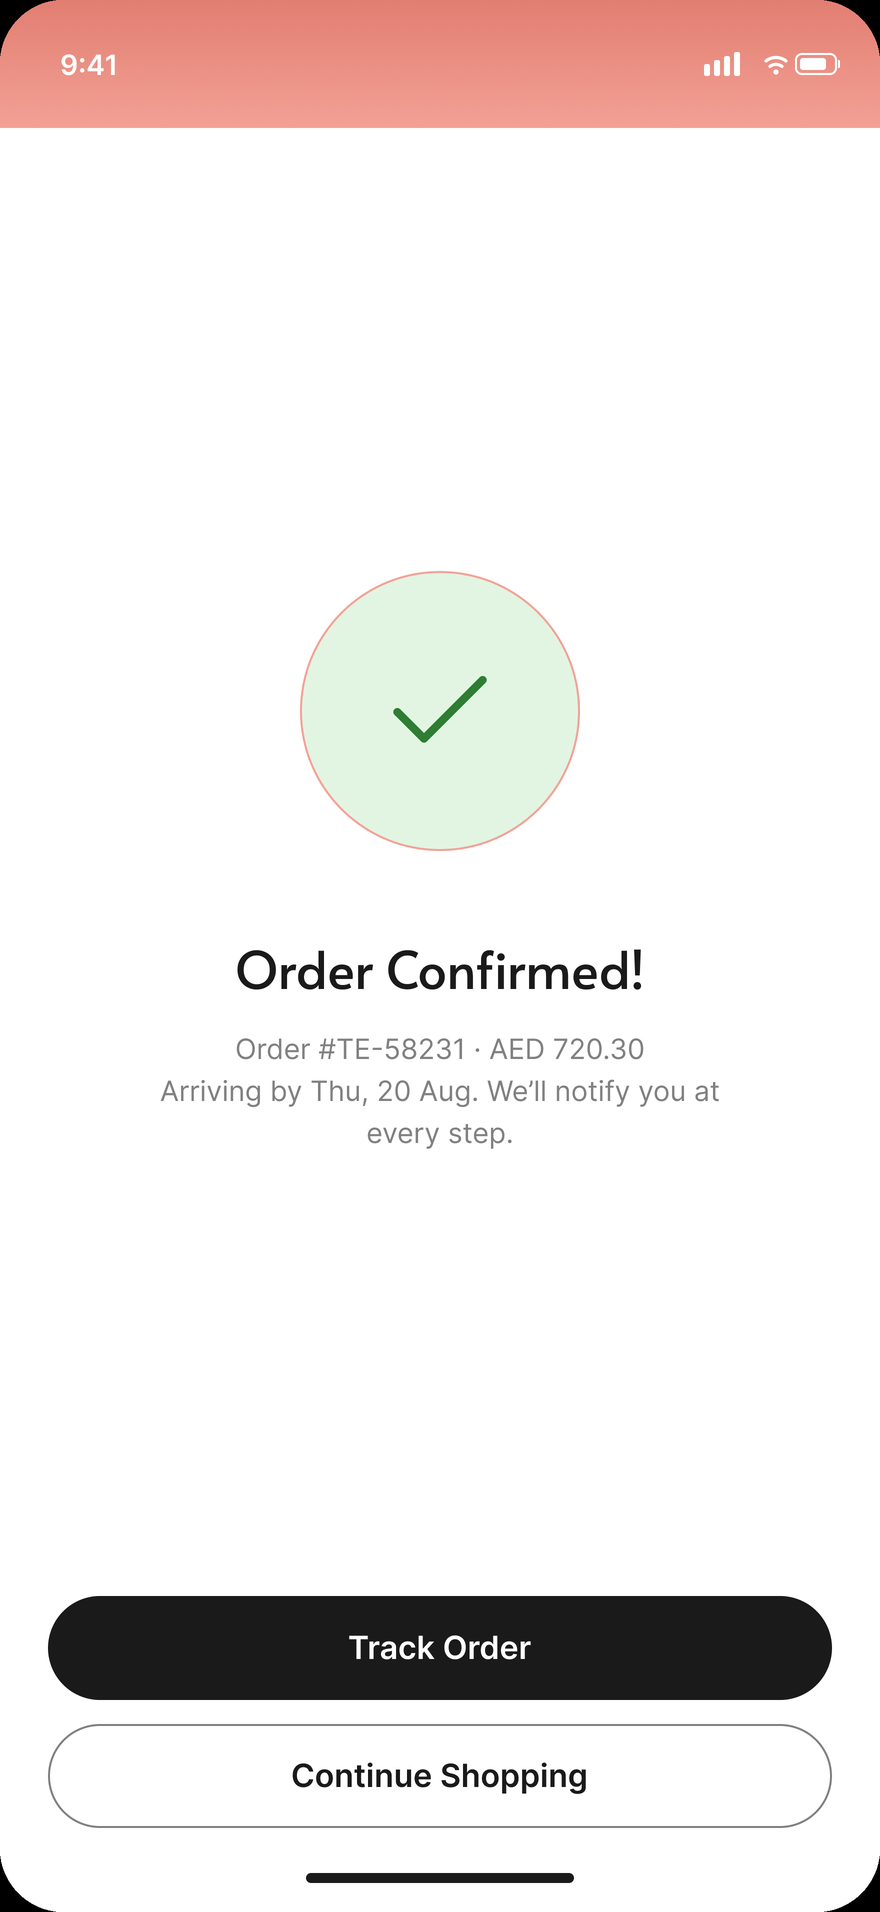 9:41
Order Confirmed!
Order #TE-58231 · AED 720.30
Arriving by Thu, 20 Aug. We’ll notify you at
every step.
Track Order
Continue Shopping